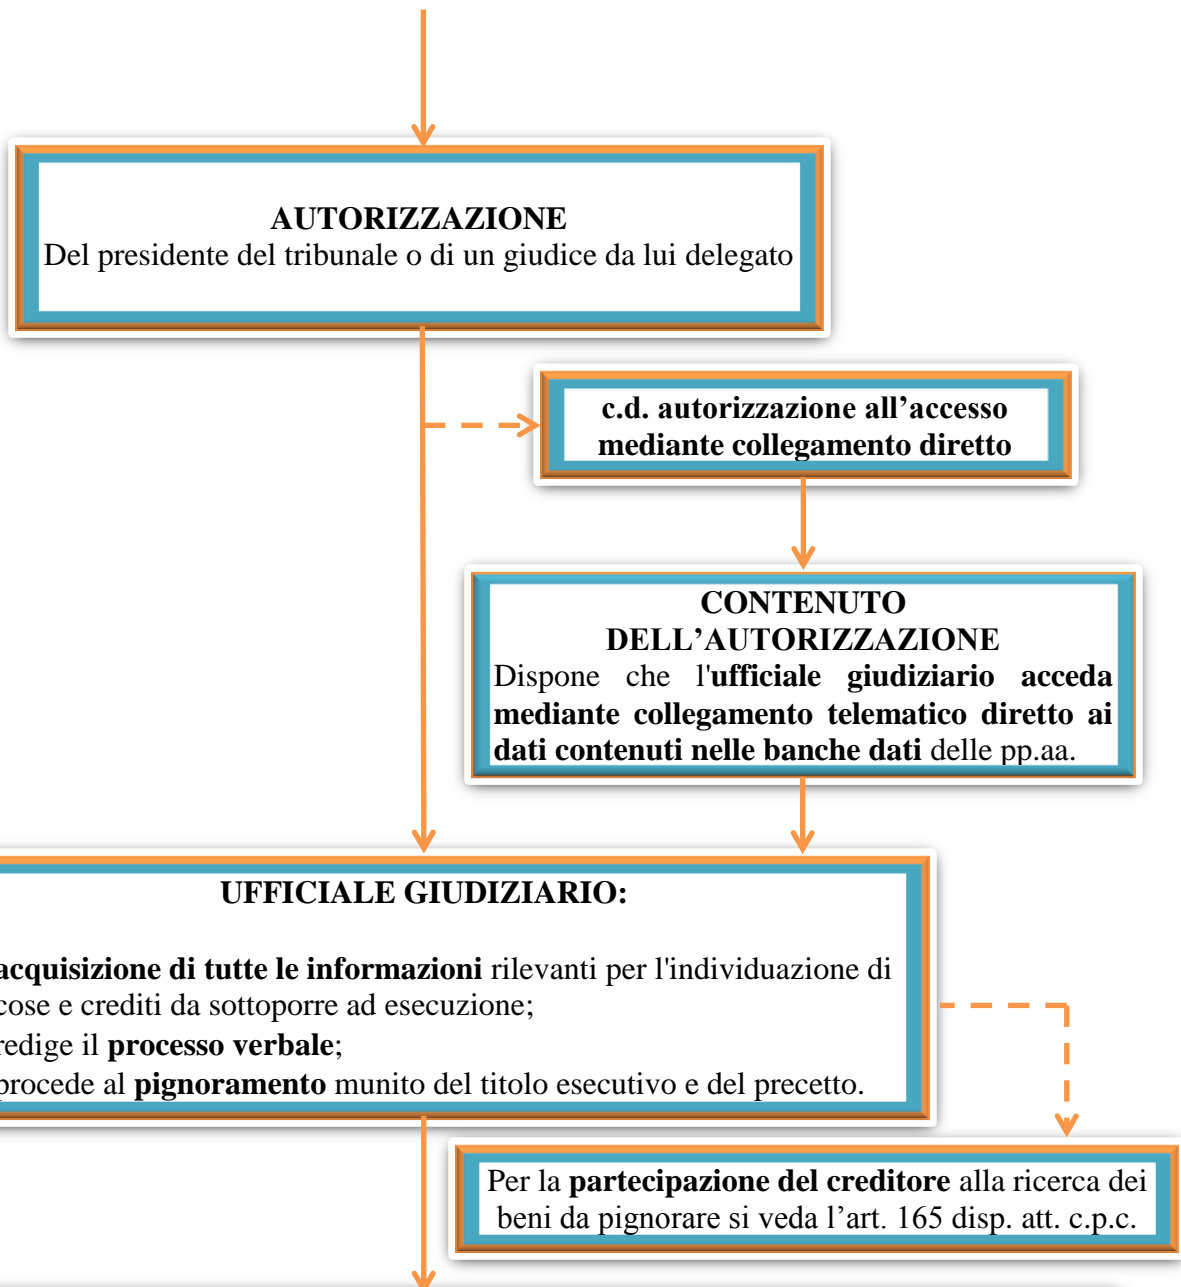 AUTORIZZAZIONE
Del presidente del tribunale o di un giudice da lui delegato
c.d. autorizzazione all’accesso
mediante collegamento diretto
CONTENUTO
DELL’AUTORIZZAZIONE
Dispone che l'ufficiale giudiziario acceda
mediante collegamento telematico diretto ai
dati contenuti nelle banche dati delle pp.aa.
UFFICIALE GIUDIZIARIO:
acquisizione di tutte le informazioni rilevanti per l'individuazione di
cose e crediti da sottoporre ad esecuzione;
redige il processo verbale;
procede al pignoramento munito del titolo esecutivo e del precetto.
Per la partecipazione del creditore alla ricerca dei
beni da pignorare si veda l’art. 165 disp. att. c.p.c.